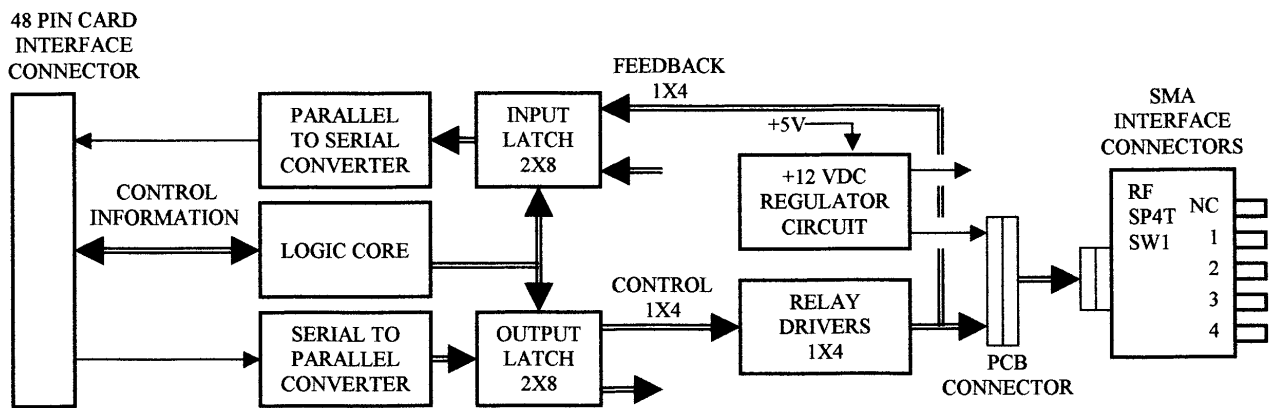 48 PIN CARD
INTERFACE
CONNECTOR
PARALLEL
TO SERIAL
CONVERTER
INPUT
LATCH
2X8
FEEDBACK
1X4
+5V
+12 VDC
REGULATOR
CIRCUIT
SMA
INTERFACE
CONNECTORS
RF
SP4T
SW1
NC
1
2
3
4
CONTROL
INFORMATION
LOGIC CORE
SERIAL TO
PARALLEL
CONVERTER
OUTPUT
LATCH
2X8
CONTROL
1X4
RELAY
DRIVERS
1X4
PCB
CONNECTOR